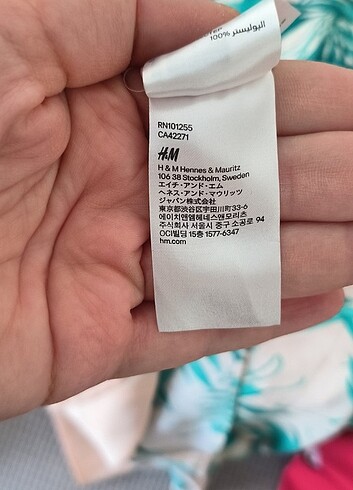 البوليستر 100%
RN101255
CA42271
H&M
H & M Hennes & Mauritz
106 38 Stockholm, Sweden
エイチ・アンド・エム
ヘネス・アンド・マウリッツ
ジャパン株式会社
東京都渋谷区宇田川町33-6
에이치앤엠헤네스앤모리츠
주식회사 서울시 중구 소공로 94
OCI빌딩 15층 1577-6347
hm.com